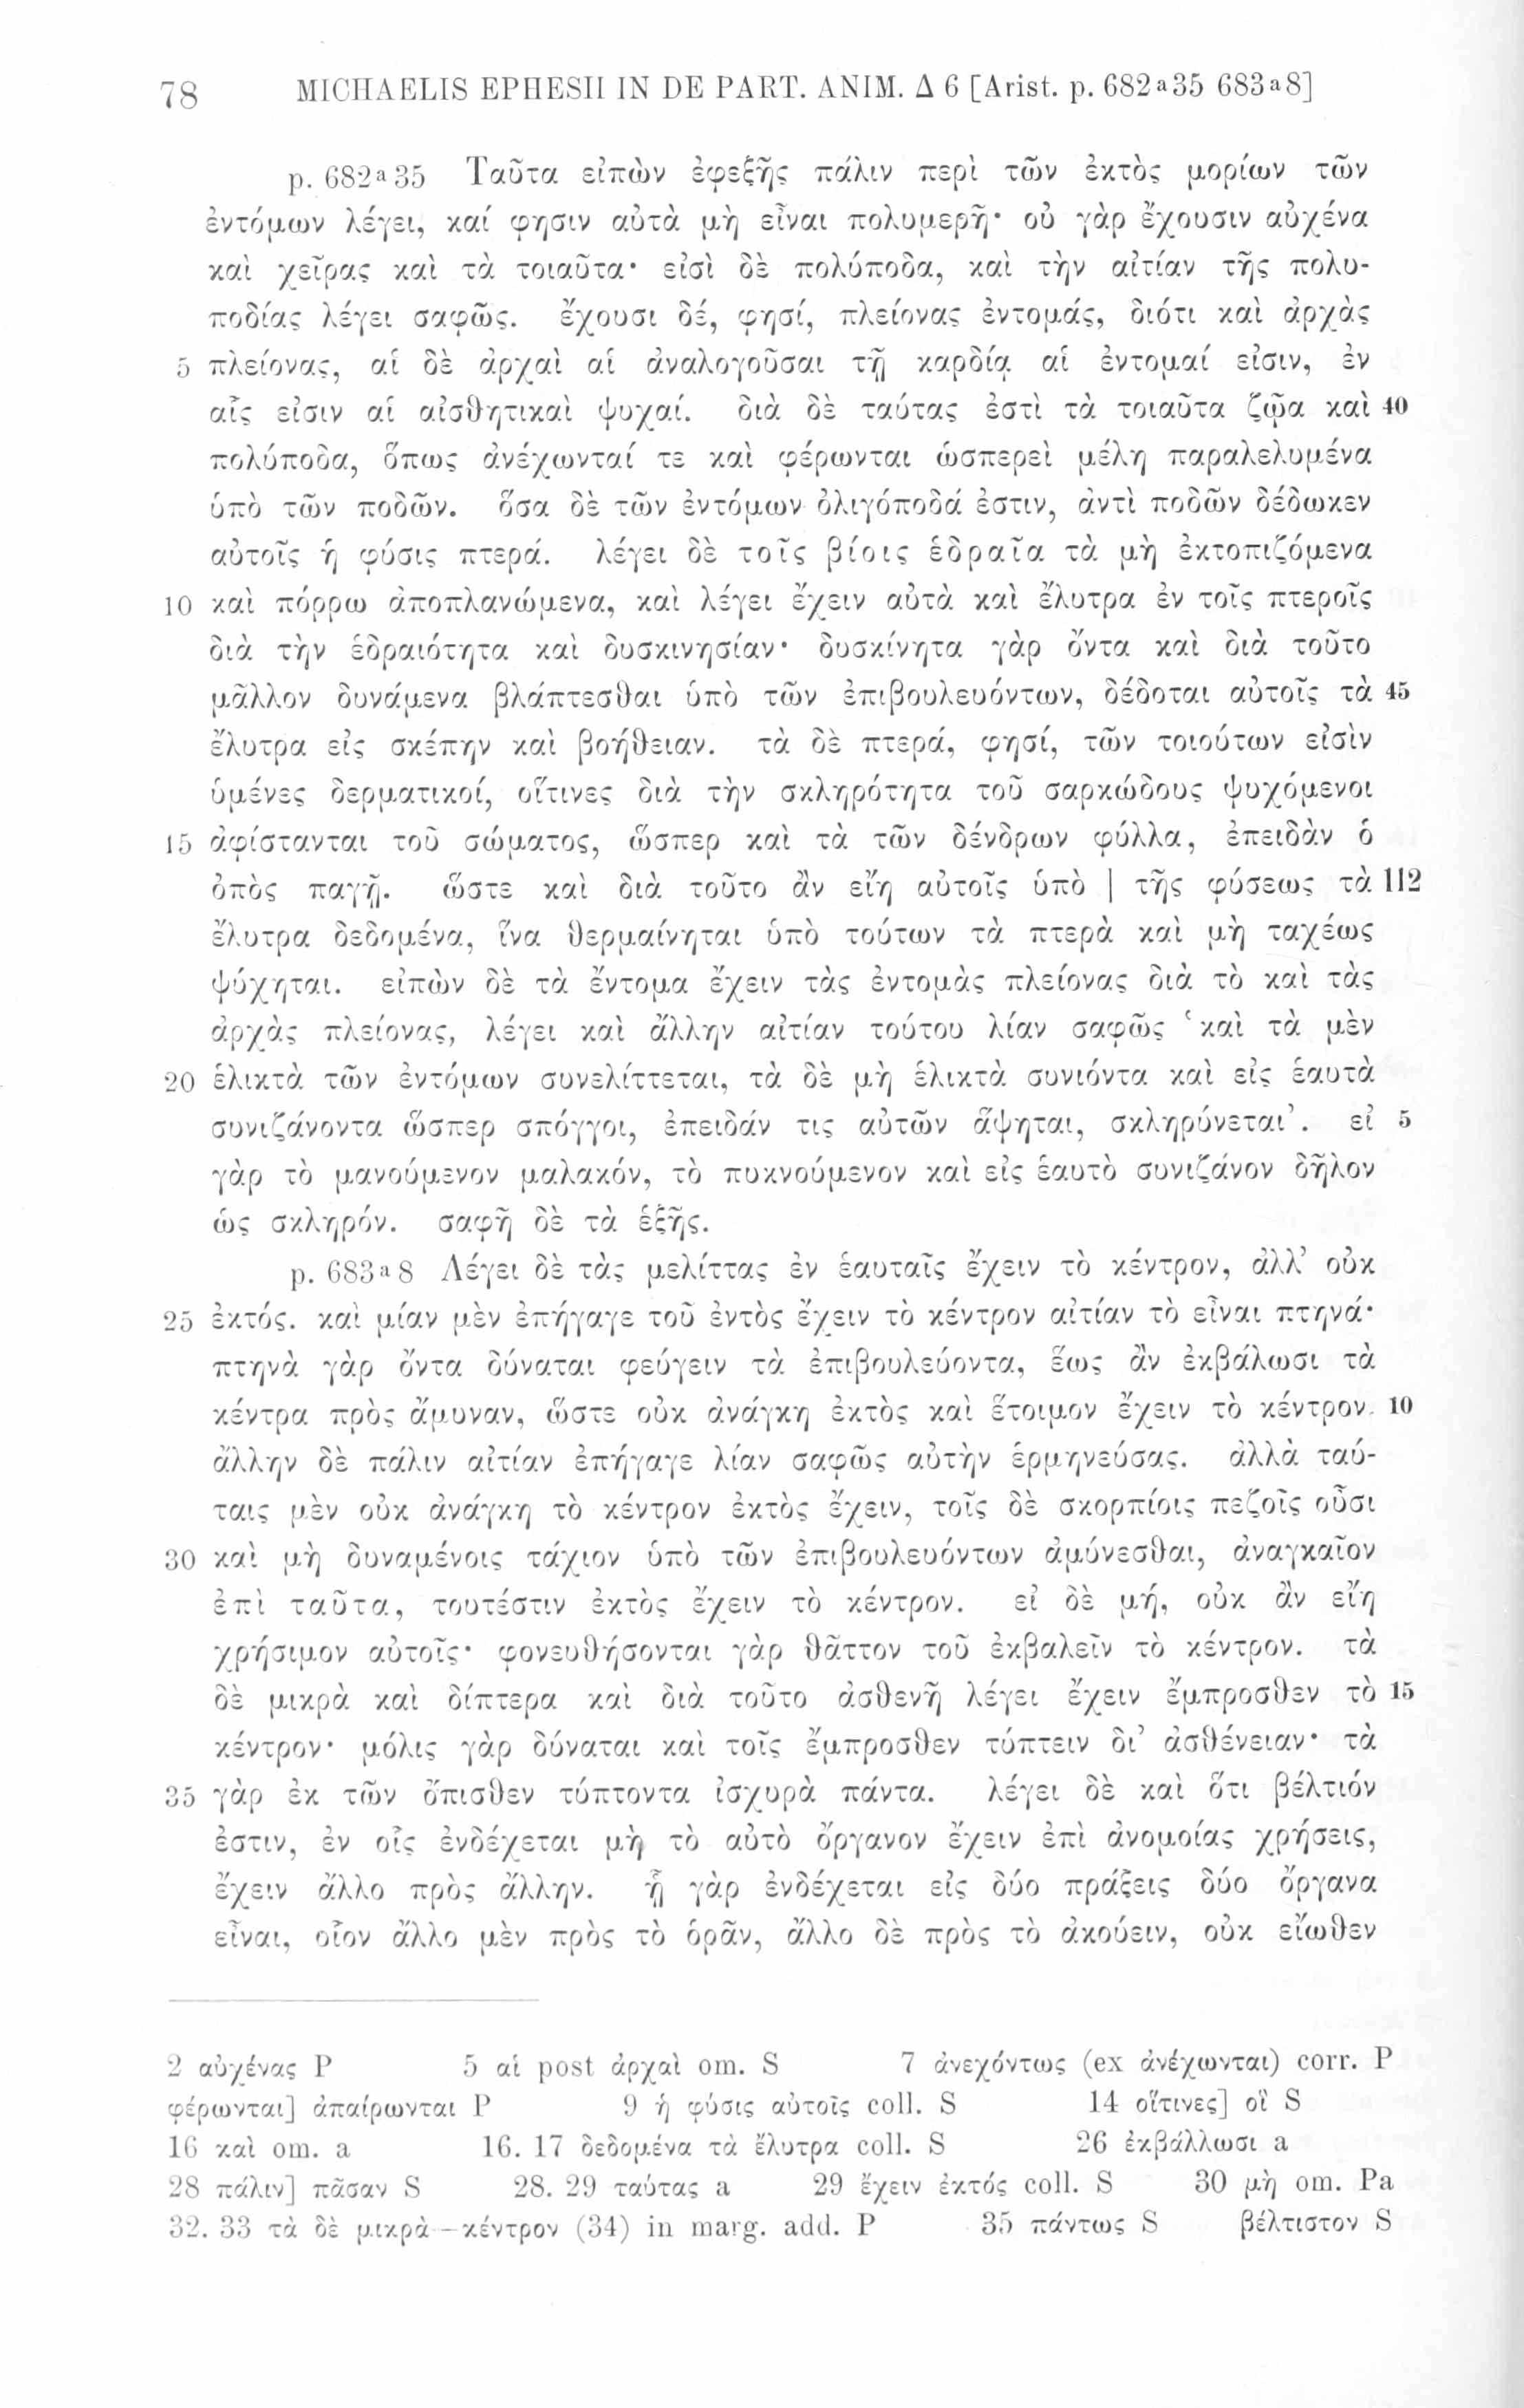 78 MICHAELIS EPHESII IN DE PART. ANIM. Δ 6 [Arist. p. 682a35 683a8]
p. 682a35 Ταῦτα εἰπὼν ἐφεξῆς πάλιν περὶ τῶν ἐκτὸς μορίων τῶν
ἐντόμων λέγει, καί φησιν αὐτὰ μὴ εἶναι πολυμερῆ· οὐ γὰρ ἔχουσιν αὐχένα
καὶ χεῖρας καὶ τὰ τοιαῦτα· εἰσὶ δὲ πολύποδα, καὶ τὴν αἰτίαν τῆς πολυ-
ποδίας λέγει σαφῶς. ἔχουσι δέ, φησί, πλείονας ἐντομάς, διότι καὶ ἀρχὰς
5 πλείονας, αἱ δὲ ἀρχαὶ αἱ ἀναλογοῦσαι τῇ καρδίᾳ αἱ ἐντομαί εἰσιν, ἐν
αἷς εἰσιν αἱ αἰσθητικαὶ ψυχαί. διὰ δὲ ταύτας ἐστὶ τὰ τοιαῦτα ζῷα καὶ 40
πολύποδα, ὅπως ἀνέχωνταί τε καὶ φέρωνται ὡσπερεὶ μέλη παραλελυμένα
ὑπὸ τῶν ποδῶν. ὅσα δὲ τῶν ἐντόμων ὀλιγόποδά ἐστιν, ἀντὶ ποδῶν δέδωκεν
αὐτοῖς ἡ φύσις πτερά. λέγει δὲ τοῖς βίοις ἑδραῖα τὰ μὴ ἐκτοπιζόμενα
10 καὶ πόρρω ἀποπλανώμενα, καὶ λέγει ἔχειν αὐτὰ καὶ ἔλυτρα ἐν τοῖς πτεροῖς
διὰ τὴν ἑδραιότητα καὶ δυσκινησίαν· δυσκίνητα γὰρ ὄντα καὶ διὰ τοῦτο
μᾶλλον δυνάμενα βλάπτεσθαι ὑπὸ τῶν ἐπιβουλευόντων, δέδοται αὐτοῖς τὰ 45
ἔλυτρα εἰς σκέπην καὶ βοήθειαν. τὰ δὲ πτερά, φησί, τῶν τοιούτων εἰσὶν
ὑμένες δερματικοί, οἵτινες διὰ τὴν σκληρότητα τοῦ σαρκώδους ψυχόμενοι
15 ἀφίστανται τοῦ σώματος, ὥσπερ καὶ τὰ τῶν δένδρων φύλλα, ἐπειδὰν ὁ
ὀπὸς παγῇ. ὥστε καὶ διὰ τοῦτο ἂν εἴη αὐτοῖς ὑπὸ | τῆς φύσεως τὰ 112
ἔλυτρα δεδομένα, ἵνα θερμαίνηται ὑπὸ τούτων τὰ πτερὰ καὶ μὴ ταχέως
ψύχηται. εἰπὼν δὲ τὰ ἔντομα ἔχειν τὰς ἐντομὰς πλείονας διὰ τὸ καὶ τὰς
ἀρχὰς πλείονας, λέγει καὶ ἄλλην αἰτίαν τούτου λίαν σαφῶς ‘καὶ τὰ μὲν
20 ἑλικτὰ τῶν ἐντόμων συνελίττεται, τὰ δὲ μὴ ἑλικτὰ συνιόντα καὶ εἰς ἑαυτὰ
συνιζάνοντα ὥσπερ σπόγγοι, ἐπειδάν τις αὐτῶν ἅψηται, σκληρύνεται’. εἰ 5
γὰρ τὸ μανούμενον μαλακόν, τὸ πυκνούμενον καὶ εἰς ἑαυτὸ συνιζάνον δῆλον
ὡς σκληρόν. σαφῆ δὲ τὰ ἑξῆς.
p. 683a8 Λέγει δὲ τὰς μελίττας ἐν ἑαυταῖς ἔχειν τὸ κέντρον, ἀλλ’ οὐκ
25 ἐκτός. καὶ μίαν μὲν ἐπήγαγε τοῦ ἐντὸς ἔχειν τὸ κέντρον αἰτίαν τὸ εἶναι πτηνά·
πτηνὰ γὰρ ὄντα δύναται φεύγειν τὰ ἐπιβουλεύοντα, ἕως ἂν ἐκβάλωσι τὰ
κέντρα πρὸς ἄμυναν, ὥστε οὐκ ἀνάγκη ἐκτὸς καὶ ἕτοιμον ἔχειν τὸ κέντρον. 10
ἄλλην δὲ πάλιν αἰτίαν ἐπήγαγε λίαν σαφῶς αὐτὴν ἑρμηνεύσας. ἀλλὰ ταύ-
ταις μὲν οὐκ ἀνάγκη τὸ κέντρον ἐκτὸς ἔχειν, τοῖς δὲ σκορπίοις πεζοῖς οὖσι
30 καὶ μὴ δυναμένοις τάχιον ὑπὸ τῶν ἐπιβουλευόντων ἀμύνεσθαι, ἀναγκαῖον
ἐπὶ ταῦτα, τουτέστιν ἐκτὸς ἔχειν τὸ κέντρον. εἰ δὲ μή, οὐκ ἂν εἴη
χρήσιμον αὐτοῖς· φονευθήσονται γὰρ θᾶττον τοῦ ἐκβαλεῖν τὸ κέντρον. τὰ
δὲ μικρὰ καὶ δίπτερα καὶ διὰ τοῦτο ἀσθενῆ λέγει ἔχειν ἔμπροσθεν τὸ 15
κέντρον· μόλις γὰρ δύναται καὶ τοῖς ἔμπροσθεν τύπτειν δι’ ἀσθένειαν· τὰ
35 γὰρ ἐκ τῶν ὄπισθεν τύπτοντα ἰσχυρὰ πάντα. λέγει δὲ καὶ ὅτι βέλτιόν
ἐστιν, ἐν οἷς ἐνδέχεται μὴ τὸ αὐτὸ ὄργανον ἔχειν ἐπὶ ἀνομοίας χρήσεις,
ἔχειν ἄλλο πρὸς ἄλλην. ᾗ γὰρ ἐνδέχεται εἰς δύο πράξεις δύο ὄργανα
εἶναι, οἷον ἄλλο μὲν πρὸς τὸ ὁρᾶν, ἄλλο δὲ πρὸς τὸ ἀκούειν, οὐκ εἴωθεν
2 αὐχένας P 5 αἱ post ἀρχαὶ om. S 7 ἀνεχόντως (ex ἀνέχωνται) corr. P
φέρωνται] ἀπαίρωνται P 9 ἡ φύσις αὐτοῖς coll. S 14 οἵτινες] οἳ S
16 καὶ om. a 16. 17 δεδομένα τὰ ἔλυτρα coll. S 26 ἐκβάλλωσι a
28 πάλιν] πᾶσαν S 28. 29 ταύτας a 29 ἔχειν ἐκτός coll. S 30 μὴ om. Pa
32. 33 τὰ δὲ μικρὰ—κέντρον (34) in marg. add. P 35 πάντως S βέλτιστον S